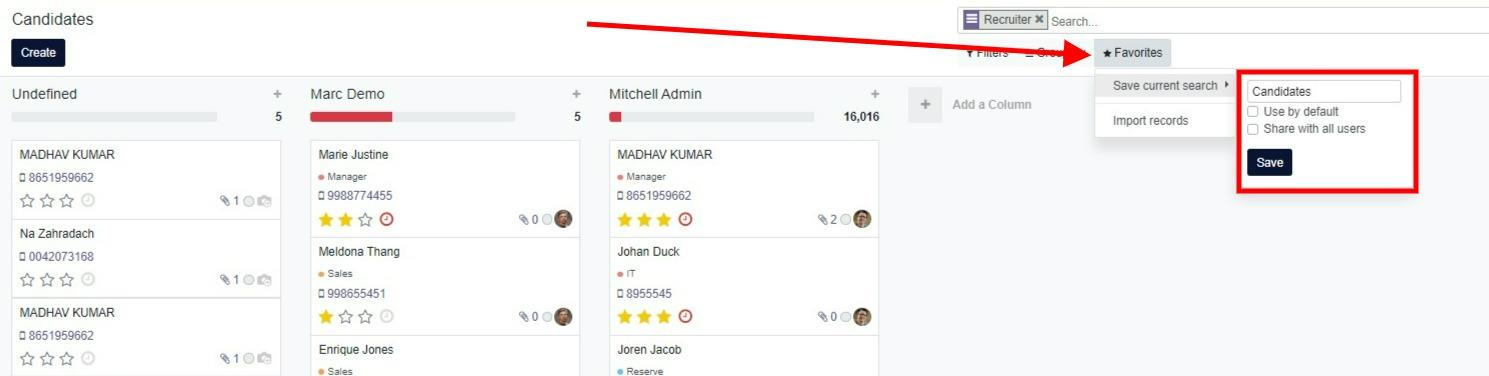 Candidates
Recruiter ✖ Search...
Create
Filters Favorites
Save current search
Candidates
Use by default
Share with all users
Import records
Save
Undefined +
5
MADHAV KUMAR
8651959662
1
Na Zahradach
0042073168
1
MADHAV KUMAR
8651959662
1
Marc Demo +
5
Marie Justine
Manager
9988774455
0
Meldona Thang
Sales
998655451
0
Enrique Jones
Sales
Mitchell Admin +
16,016
MADHAV KUMAR
Manager
8651959662
2
Johan Duck
IT
8955545
0
Joren Jacob
Reserve
+ Add a Column